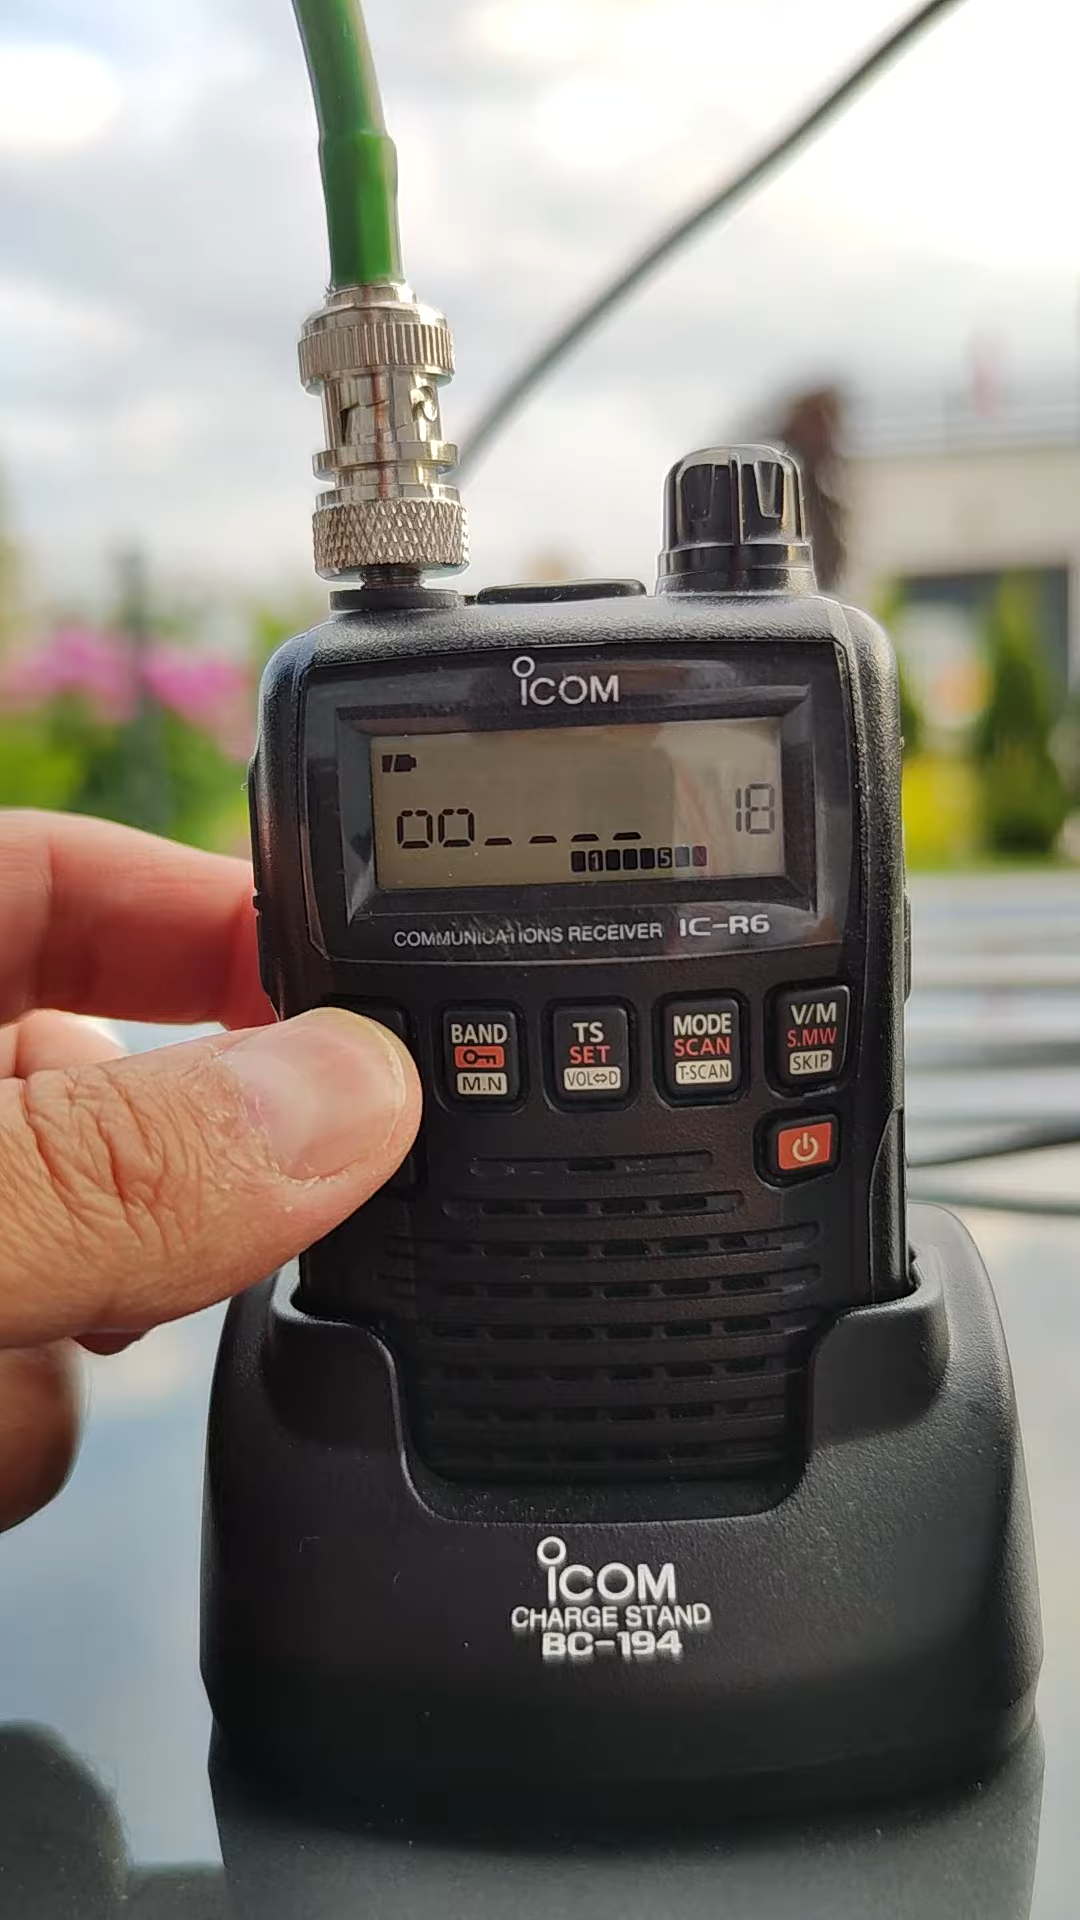 ICOM
00____
18
1 5
COMMUNICATIONS RECEIVER IC-R6
BAND
M.N
TS
SET
VOL⇔D
MODE
SCAN
T-SCAN
V/M
S.MW
SKIP
ICOM
CHARGE STAND
BC-194